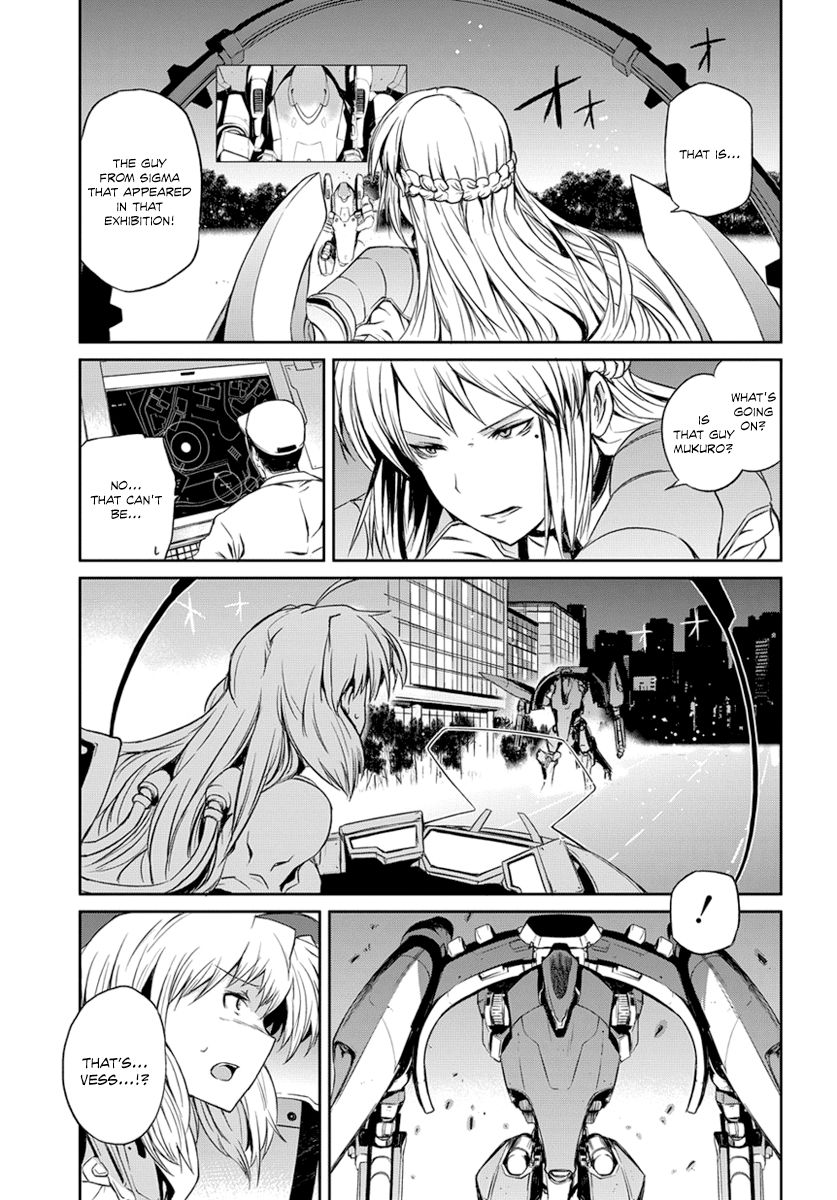 THAT IS...
THE GUY
FROM SIGMA
THAT APPEARED
IN THAT
EXHIBITION!
WHAT'S
GOING
ON?
IS
THAT GUY
MUKURO?
NO...
THAT CAN'T
BE...
!
THAT'S...
VESS...!?